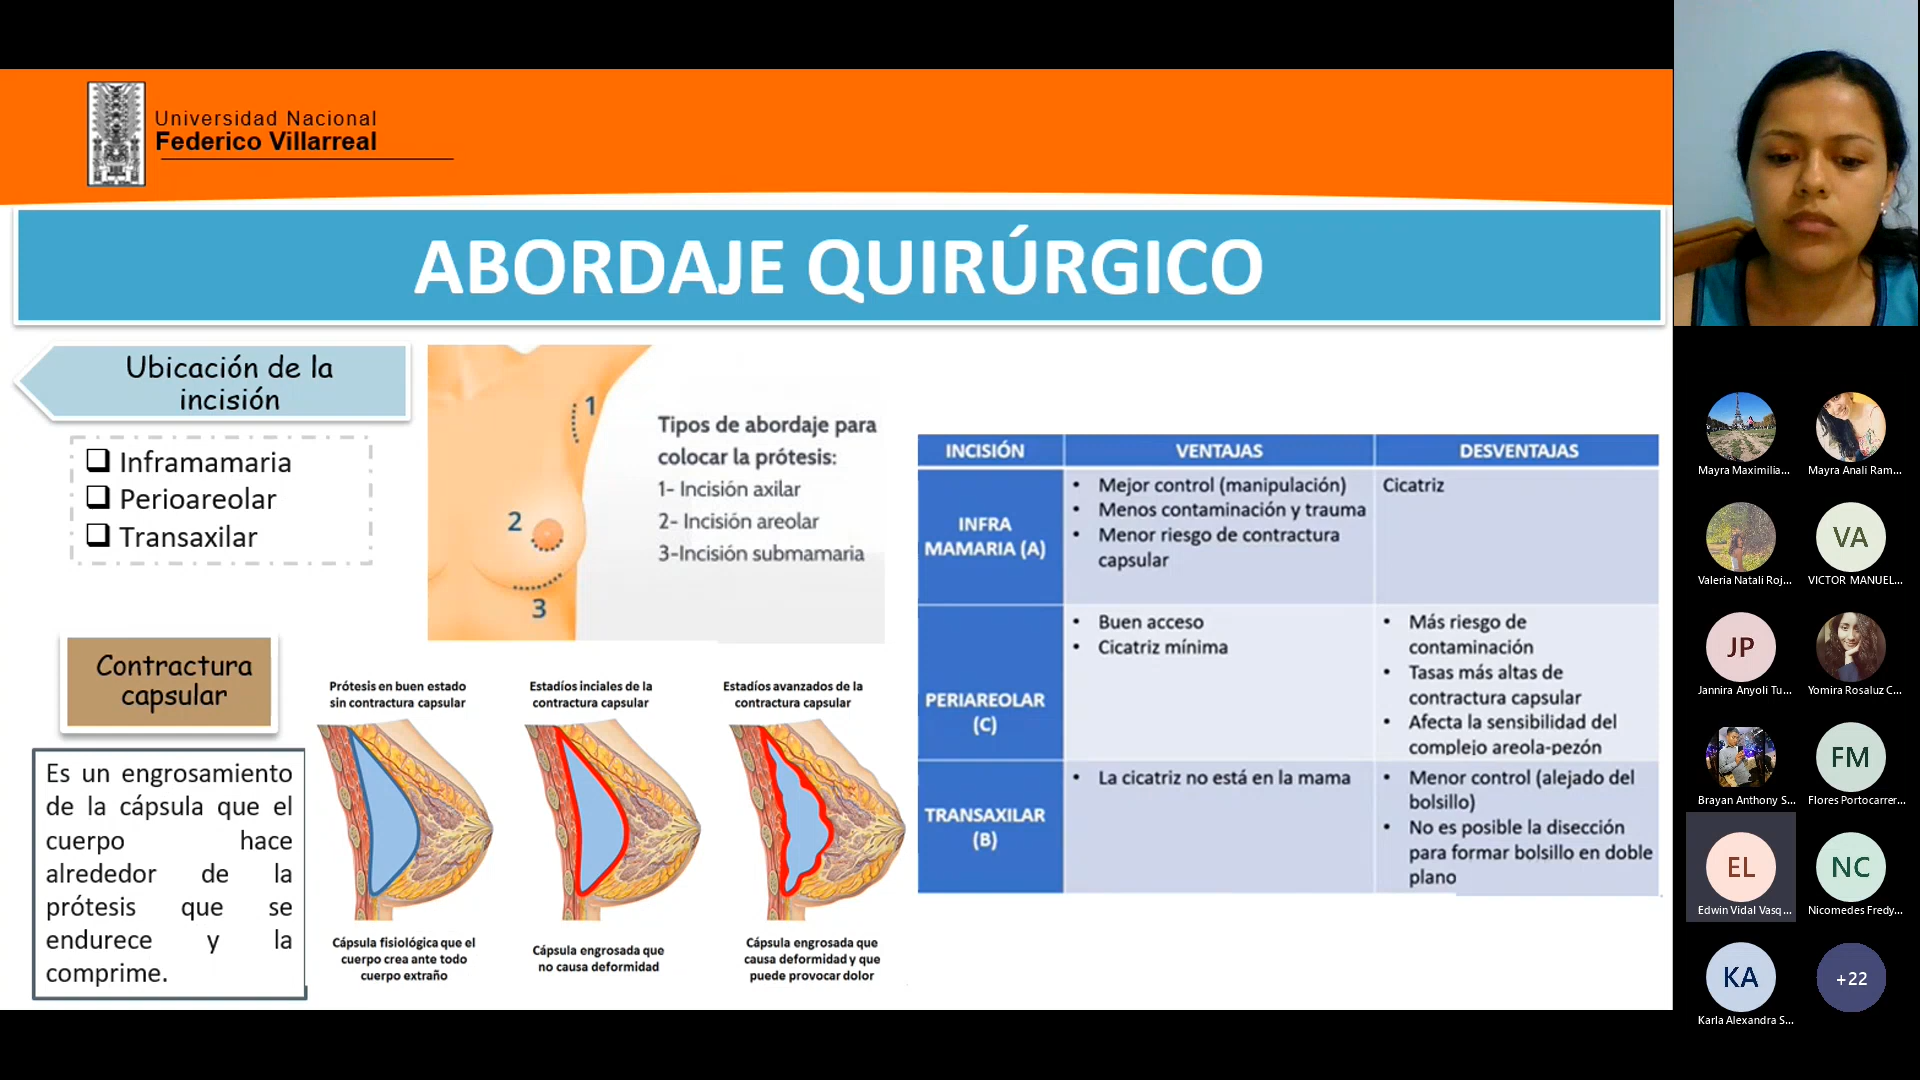 Universidad Nacional
Federico Villarreal
ABORDAJE QUIRÚRGICO
Ubicación de la
incisión
Inframamaria
Perioareolar
Transaxilar
1
2
3
Tipos de abordaje para
colocar la prótesis:
1- Incisión axilar
2- Incisión areolar
3-Incisión submamaria
Contractura
capsular
Es un engrosamiento
de la cápsula que el
cuerpo hace
alrededor de la
prótesis que se
endurece y la
comprime.
Prótesis en buen estado
sin contractura capsular
Estadíos inciales de la
contractura capsular
Estadíos avanzados de la
contractura capsular
Cápsula fisiológica que el
cuerpo crea ante todo
cuerpo extraño
Cápsula engrosada que
no causa deformidad
Cápsula engrosada que
causa deformidad y que
puede provocar dolor
INCISIÓN VENTAJAS DESVENTAJAS
INFRA
MAMARIA (A)
• Mejor control (manipulación)
• Menos contaminación y trauma
• Menor riesgo de contractura
capsular
Cicatriz
PERIAREOLAR
(C)
• Buen acceso
• Cicatriz mínima
• Más riesgo de
contaminación
• Tasas más altas de
contractura capsular
• Afecta la sensibilidad del
complejo areola-pezón
TRANSAXILAR
(B)
• La cicatriz no está en la mama
• Menor control (alejado del
bolsillo)
• No es posible la disección
para formar bolsillo en doble
plano
Mayra Maximilia...
Mayra Anali Ram...
Valeria Natali Roj...
VA
VICTOR MANUEL...
JP
Jannira Anyoli Tu...
Yomira Rosaluz C...
Brayan Anthony S...
FM
Flores Portocarrer...
EL
Edwin Vidal Vasq...
NC
Nicomedes Fredy...
KA
Karla Alexandra S...
+22